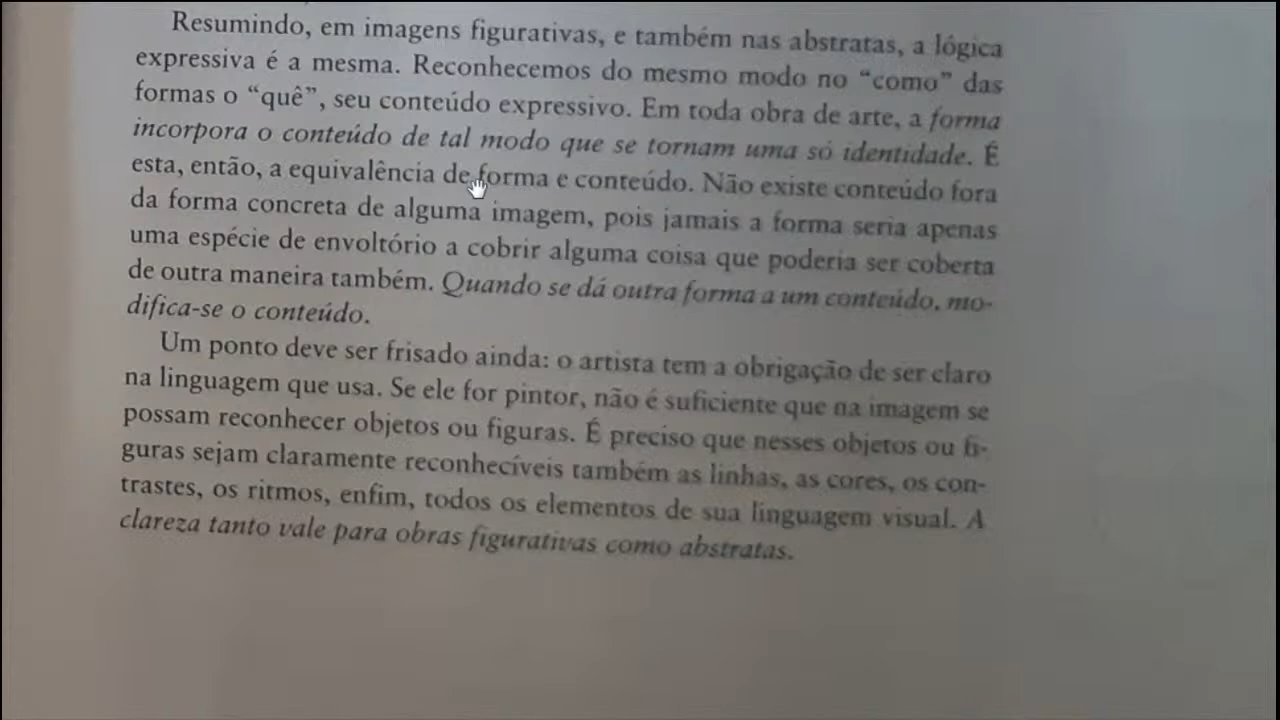 Resumindo, em imagens figurativas, e também nas abstratas, a lógica
expressiva é a mesma. Reconhecemos do mesmo modo no “como” das
formas o “quê”, seu conteúdo expressivo. Em toda obra de arte, a forma
incorpora o conteúdo de tal modo que se tornam uma só identidade. É
esta, então, a equivalência de forma e conteúdo. Não existe conteúdo fora
da forma concreta de alguma imagem, pois jamais a forma seria apenas
uma espécie de envoltório a cobrir alguma coisa que poderia ser coberta
de outra maneira também. Quando se dá outra forma a um conteúdo, mo-
difica-se o conteúdo.
Um ponto deve ser frisado ainda: o artista tem a obrigação de ser claro
na linguagem que usa. Se ele for pintor, não é suficiente que na imagem se
possam reconhecer objetos ou figuras. É preciso que nesses objetos ou fi-
guras sejam claramente reconhecíveis também as linhas, as cores, os con-
trastes, os ritmos, enfim, todos os elementos de sua linguagem visual. A
clareza tanto vale para obras figurativas como abstratas.